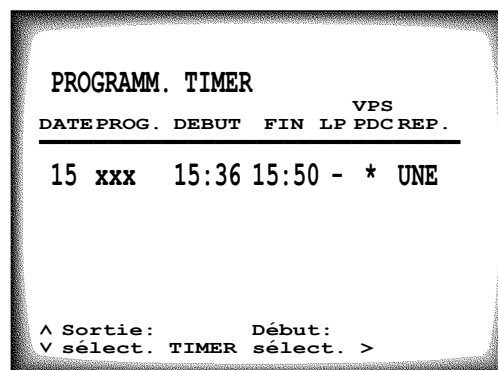 PROGRAMM. TIMER
VPS
DATE PROG. DEBUT FIN LP PDC REP.
15 xxx 15:36 15:50 - * UNE
∧ Sortie: Début:
∨ sélect. TIMER sélect. >